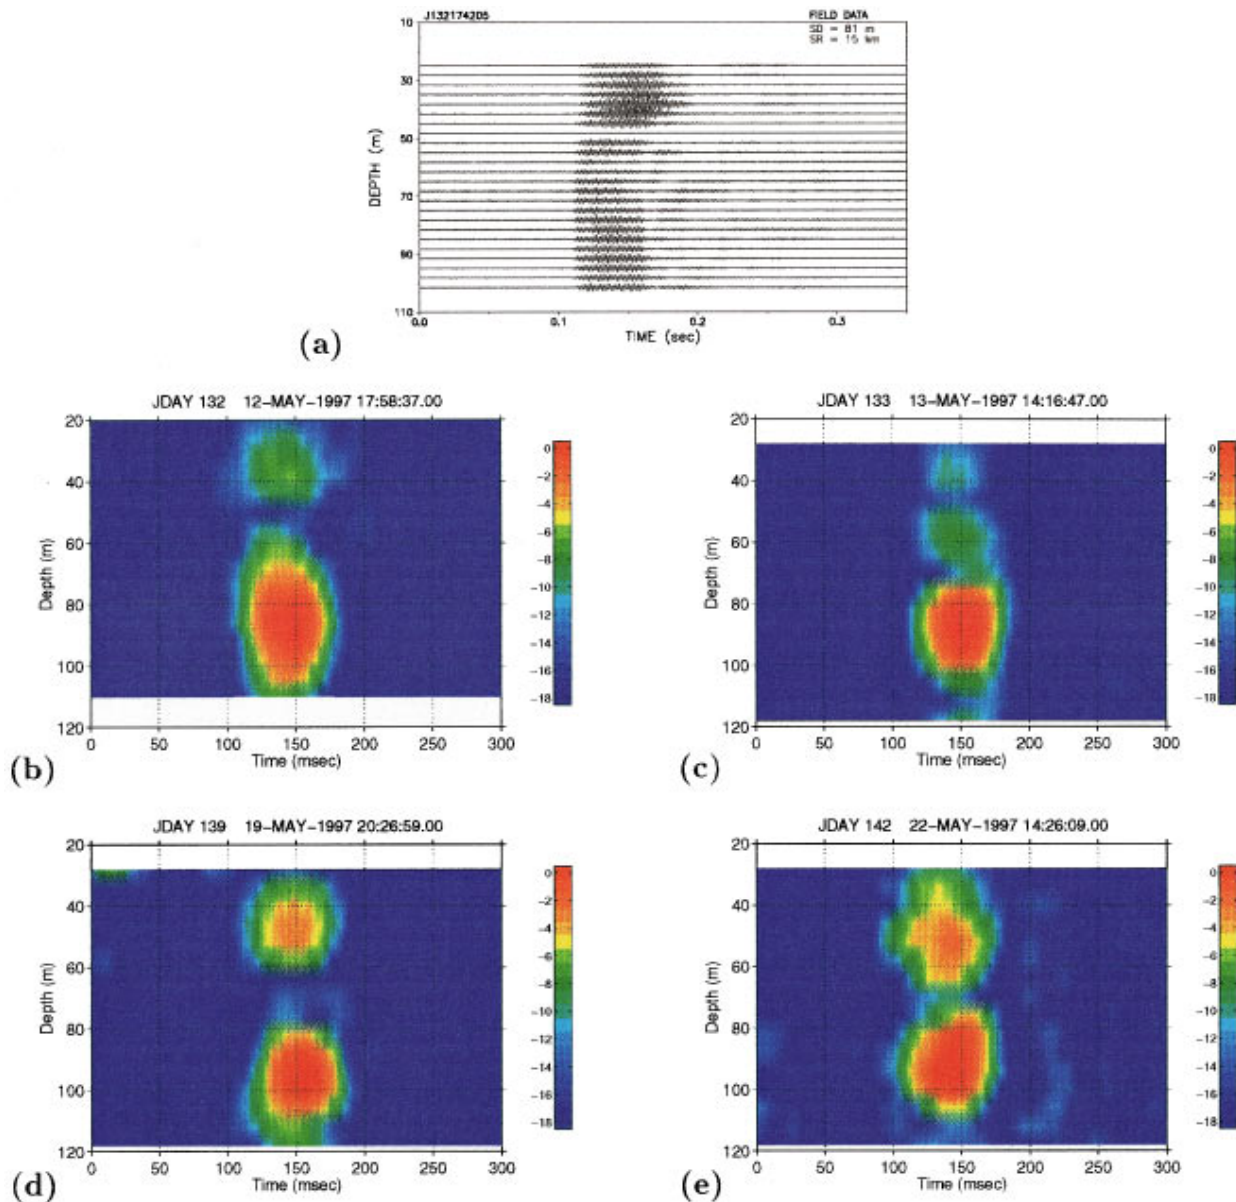 J132174205
FIELD DATA
SD = 81 m
SR = 15 km
10
30
50
70
90
110
DEPTH (m)
0.0 0.1 0.2 0.3
TIME (sec)
(a)
JDAY 132 12-MAY-1997 17:58:37.00
20
40
60
80
100
120
Depth (m)
0 50 100 150 200 250 300
Time (msec)
0
-2
-4
-6
-8
-10
-12
-14
-16
-18
(b)
JDAY 133 13-MAY-1997 14:16:47.00
20
40
60
80
100
120
Depth (m)
0 50 100 150 200 250 300
Time (msec)
0
-2
-4
-6
-8
-10
-12
-14
-16
-18
(c)
JDAY 139 19-MAY-1997 20:26:59.00
20
40
60
80
100
120
Depth (m)
0 50 100 150 200 250 300
Time (msec)
0
-2
-4
-6
-8
-10
-12
-14
-16
-18
(d)
JDAY 142 22-MAY-1997 14:26:09.00
20
40
60
80
100
120
Depth (m)
0 50 100 150 200 250 300
Time (msec)
0
-2
-4
-6
-8
-10
-12
-14
-16
-18
(e)